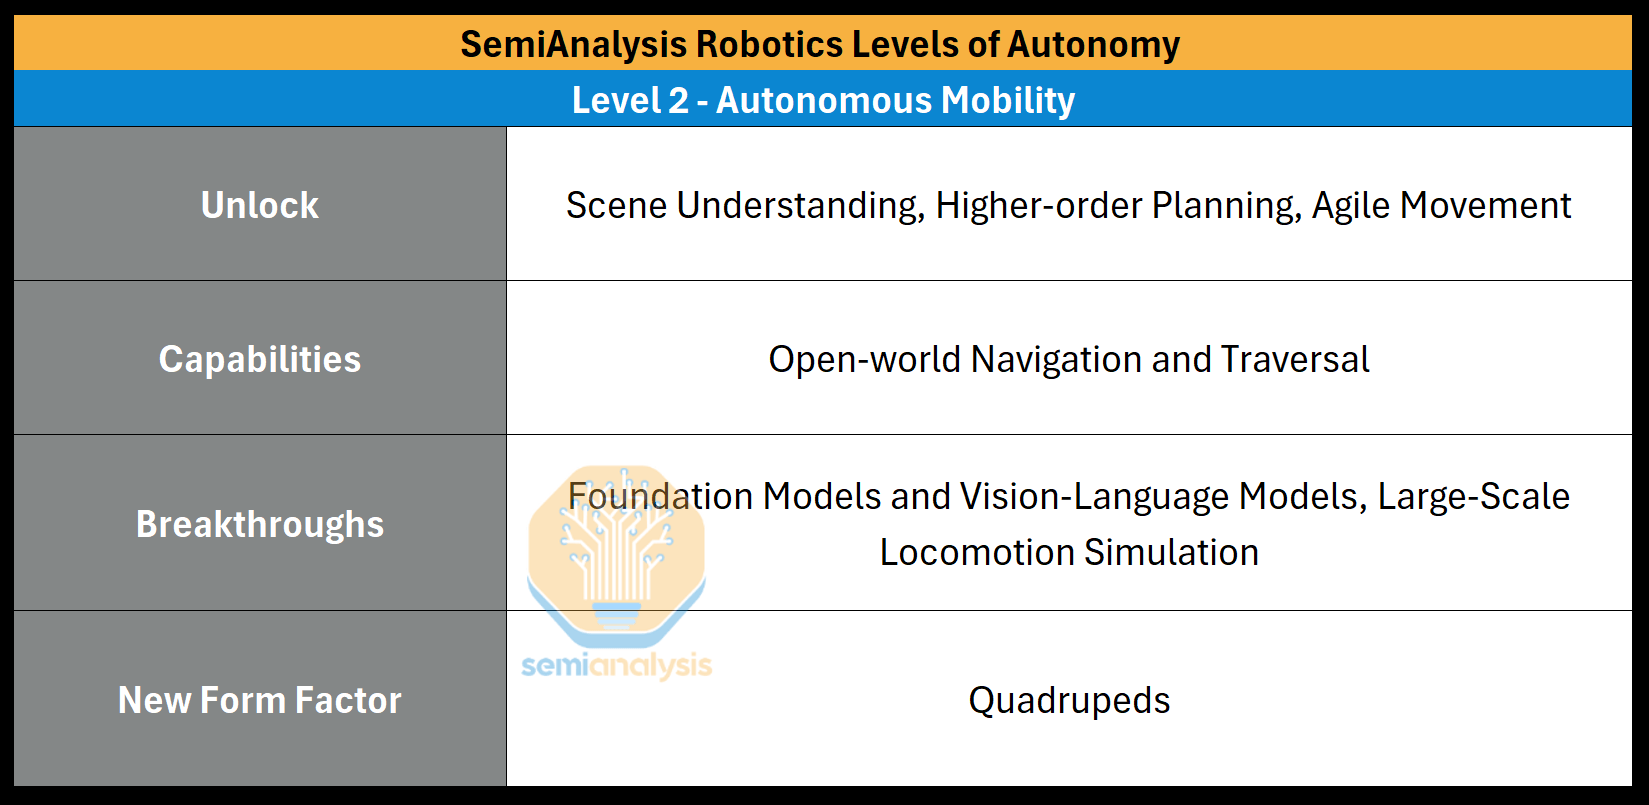 SemiAnalysis Robotics Levels of Autonomy
Level 2 - Autonomous Mobility
Unlock
Scene Understanding, Higher-order Planning, Agile Movement
Capabilities
Open-world Navigation and Traversal
Breakthroughs
Foundation Models and Vision-Language Models, Large-Scale
Locomotion Simulation
semianalysis
New Form Factor
Quadrupeds